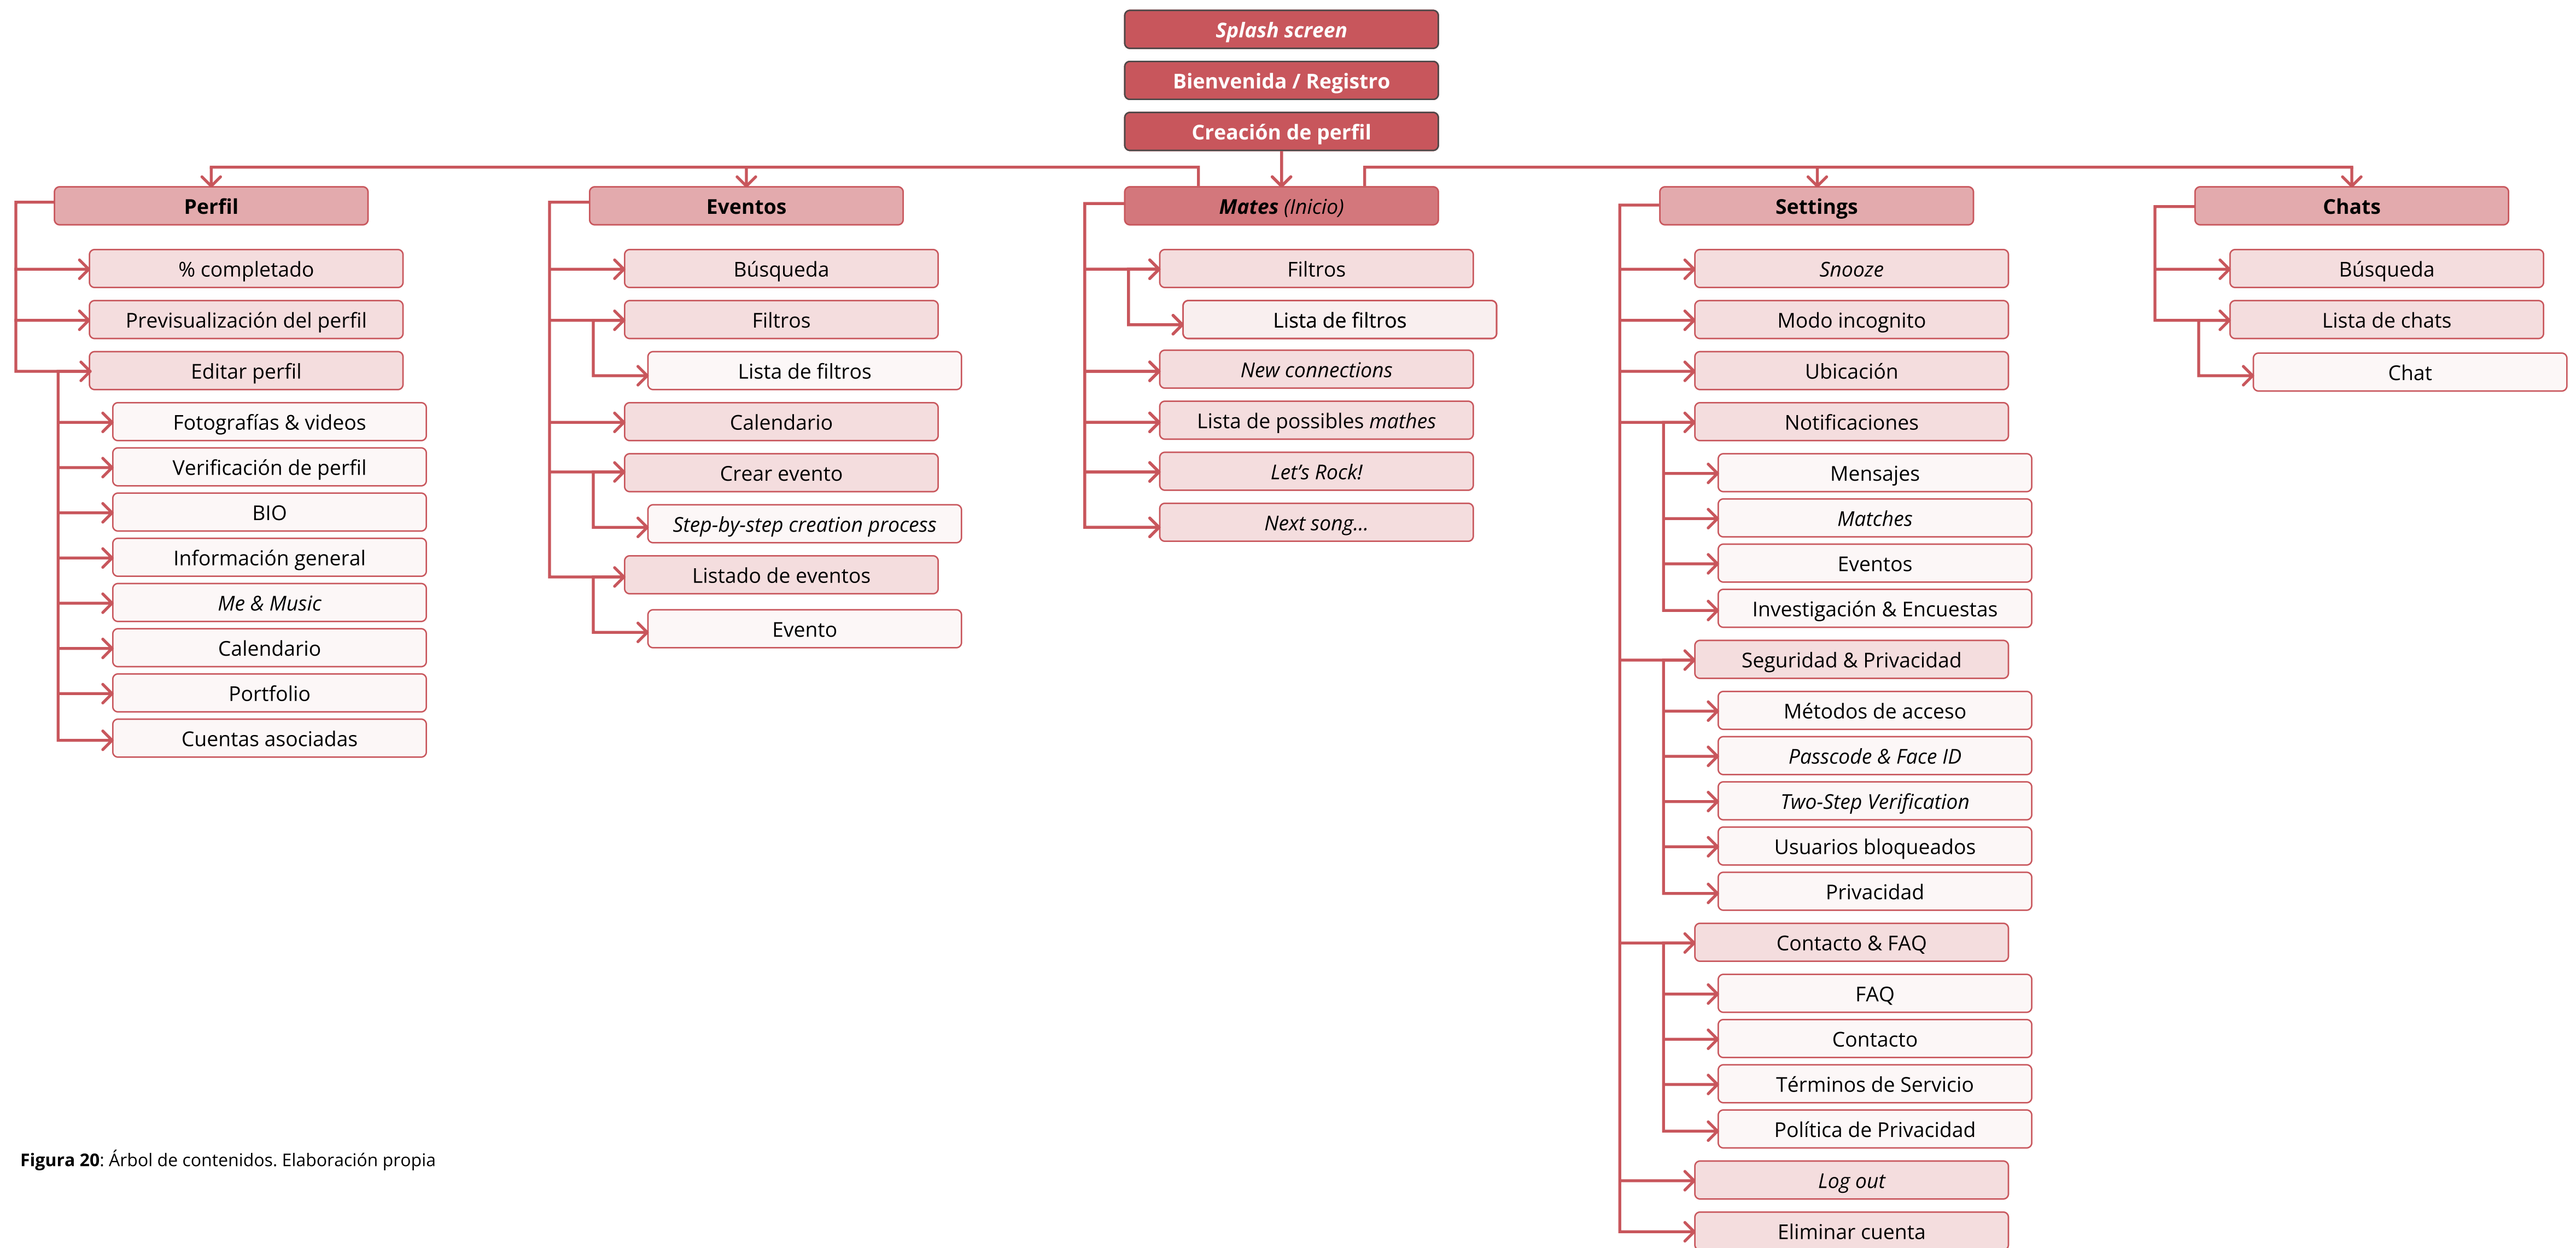 Splash screen
Bienvenida / Registro
Creación de perfil
Perfil
% completado
Previsualización del perfil
Editar perfil
Fotografías & videos
Verificación de perfil
BIO
Información general
Me & Music
Calendario
Portfolio
Cuentas asociadas
Eventos
Búsqueda
Filtros
Lista de filtros
Calendario
Crear evento
Step-by-step creation process
Listado de eventos
Evento
Mates (Inicio)
Filtros
Lista de filtros
New connections
Lista de possibles mathes
Let’s Rock!
Next song...
Settings
Snooze
Modo incognito
Ubicación
Notificaciones
Mensajes
Matches
Eventos
Investigación & Encuestas
Seguridad & Privacidad
Métodos de acceso
Passcode & Face ID
Two-Step Verification
Usuarios bloqueados
Privacidad
Contacto & FAQ
FAQ
Contacto
Términos de Servicio
Política de Privacidad
Log out
Eliminar cuenta
Chats
Búsqueda
Lista de chats
Chat
Figura 20: Árbol de contenidos. Elaboración propia